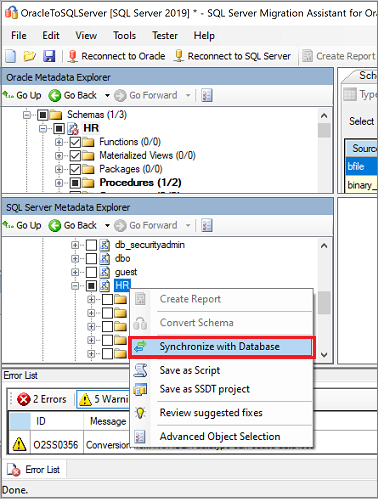 OracleToSQLServer [SQL Server 2019] * - SQL Server Migration Assistant for Ora
File Edit View Tools Tester Help
Reconnect to Oracle Reconnect to SQL Server Create Report
Oracle Metadata Explorer
Go Up Go Back Go Forward
Sche
Type
Schemas (1/3)
Select
HR
Functions (0/0)
Sourc
Materialized Views (0/0)
bfile
Packages (0/0)
binary_
Procedures (1/2)
SQL Server Metadata Explorer
Go Up Go Back Go Forward
db_securityadmin
dbo
guest
HR
Create Report
Convert Schema
Synchronize with Database
Save as Script
Save as SSDT project
Review suggested fixes
Advanced Object Selection
Error List
2 Errors 5 Warni
ID Message
O2SS0356
Error List
Done.